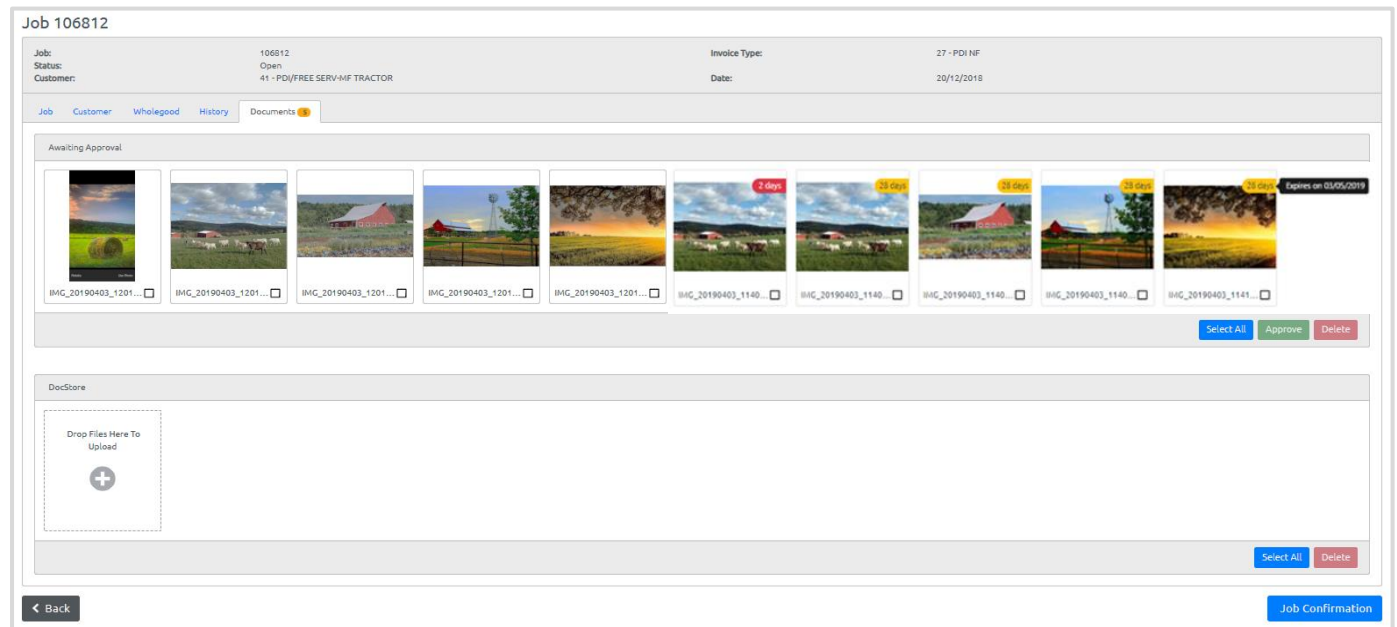 Job 106812
Job: 106812 Invoice Type: 27 - PDI NF
Status: Open
Customer: 41 - PDI/FREE SERV-MF TRACTOR Date: 20/12/2018
Job Customer Wholegood History Documents 5
Awaiting Approval
2 days 28 days 28 days 28 days 28 days Expires on 03/05/2019
IMG_20190403_1201... IMG_20190403_1201... IMG_20190403_1201... IMG_20190403_1201... IMG_20190403_1201... IMG_20190403_1140... IMG_20190403_1140... IMG_20190403_1140... IMG_20190403_1140... IMG_20190403_1141...
Select All Approve Delete
DocStore
Drop Files Here To
Upload
Select All Delete
Back Job Confirmation